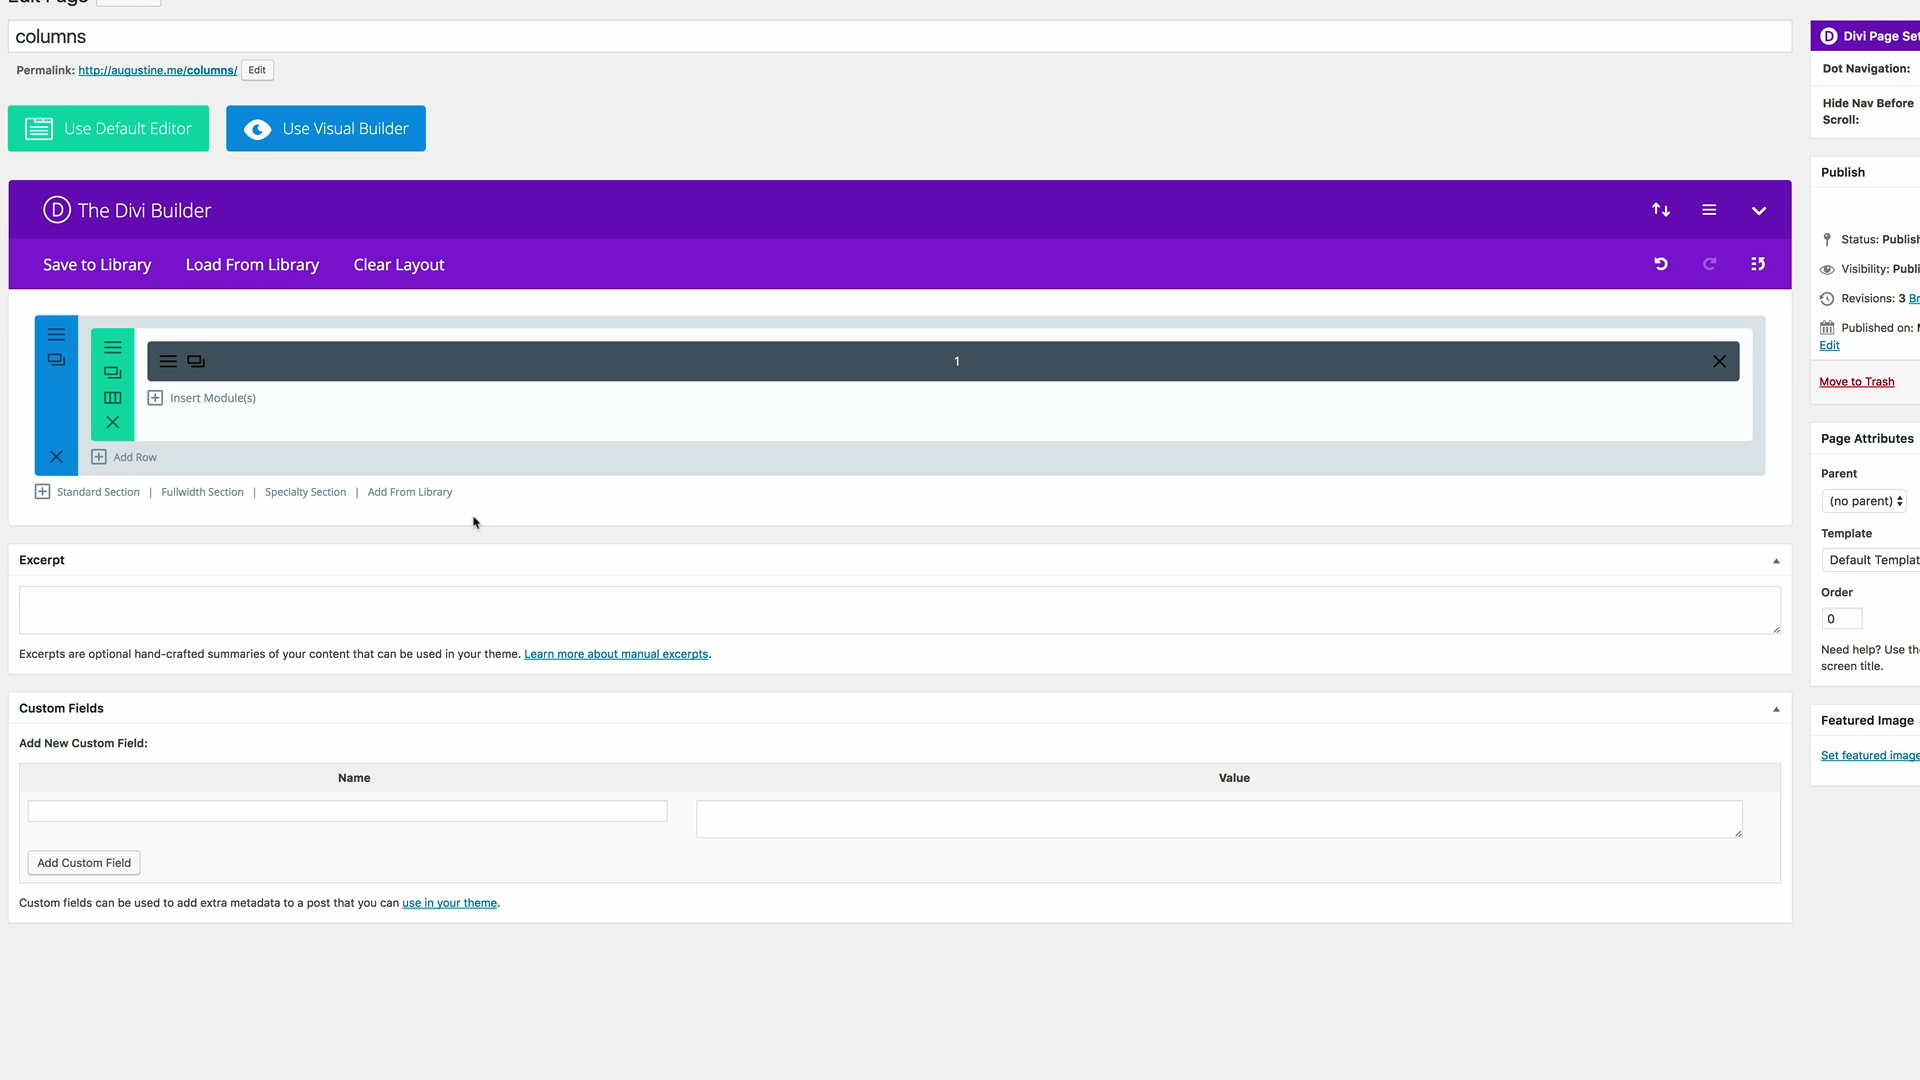 columns
Permalink: http://augustine.me/columns/ Edit
Use Default Editor
Use Visual Builder
The Divi Builder
Save to Library
Load From Library
Clear Layout
1
Insert Module(s)
Add Row
Standard Section | Fullwidth Section | Specialty Section | Add From Library
Excerpt
Excerpts are optional hand-crafted summaries of your content that can be used in your theme. Learn more about manual excerpts.
Custom Fields
Add New Custom Field:
Name
Value
Add Custom Field
Custom fields can be used to add extra metadata to a post that you can use in your theme.
D Divi Page Set
Dot Navigation:
Hide Nav Before
Scroll:
Publish
Status: Publish
Visibility: Publi
Revisions: 3 Br
Published on: M
Edit
Move to Trash
Page Attributes
Parent
(no parent)
Template
Default Templat
Order
0
Need help? Use the
screen title.
Featured Image
Set featured image